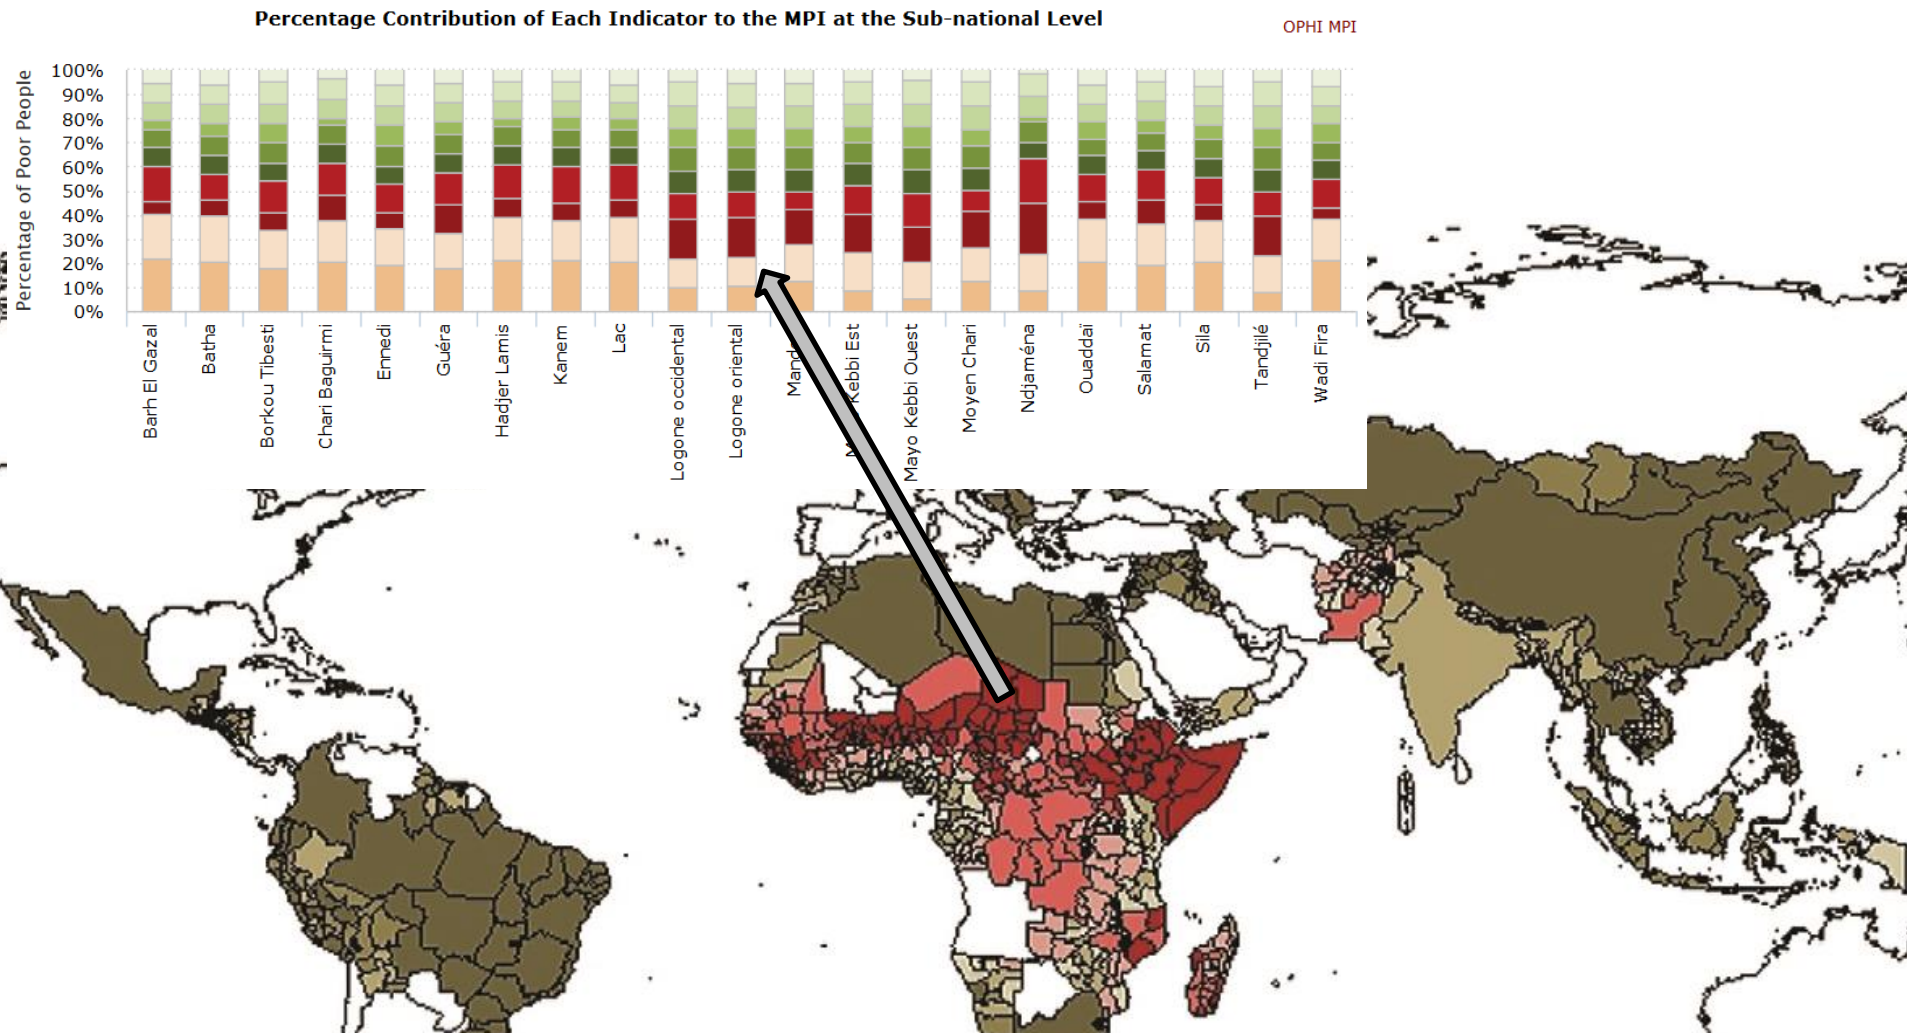 Percentage Contribution of Each Indicator to the MPI at the Sub-national Level
OPHI MPI
Percentage of Poor People
100%
90%
80%
70%
60%
50%
40%
30%
20%
10%
0%
Barh El Gazal
Batha
Borkou Tibesti
Chari Baguirmi
Ennedi
Guéra
Hadjer Lamis
Kanem
Lac
Logone occidental
Logone oriental
Mand
Kebbi Est
Mayo Kebbi Ouest
Moyen Chari
Ndjaména
Ouaddaï
Salamat
Sila
Tandjilé
Wadi Fira